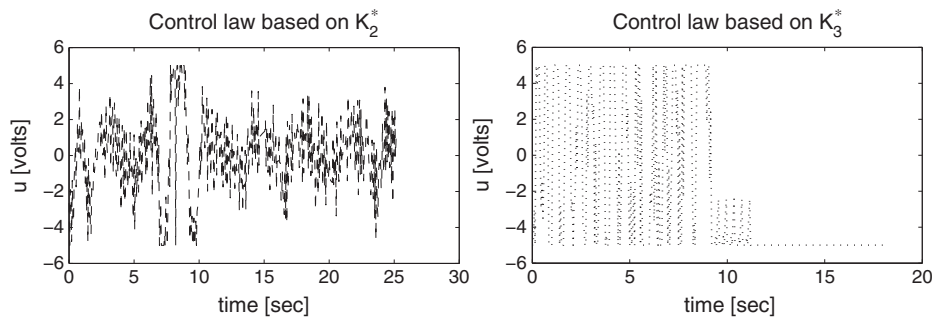 Control law based on K₂*
6
4
2
0
−2
−4
−6
u [volts]
0 5 10 15 20 25 30
time [sec]
Control law based on K₃*
6
4
2
0
−2
−4
−6
u [volts]
0 5 10 15 20
time [sec]